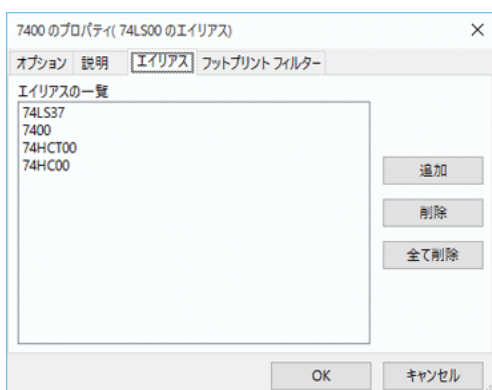 7400 のプロパティ( 74LS00 のエイリアス)
オプション 説明 エイリアス フットプリント フィルター
エイリアスの一覧
74LS37
7400
74HCT00
74HC00
追加
削除
全て削除
OK キャンセル